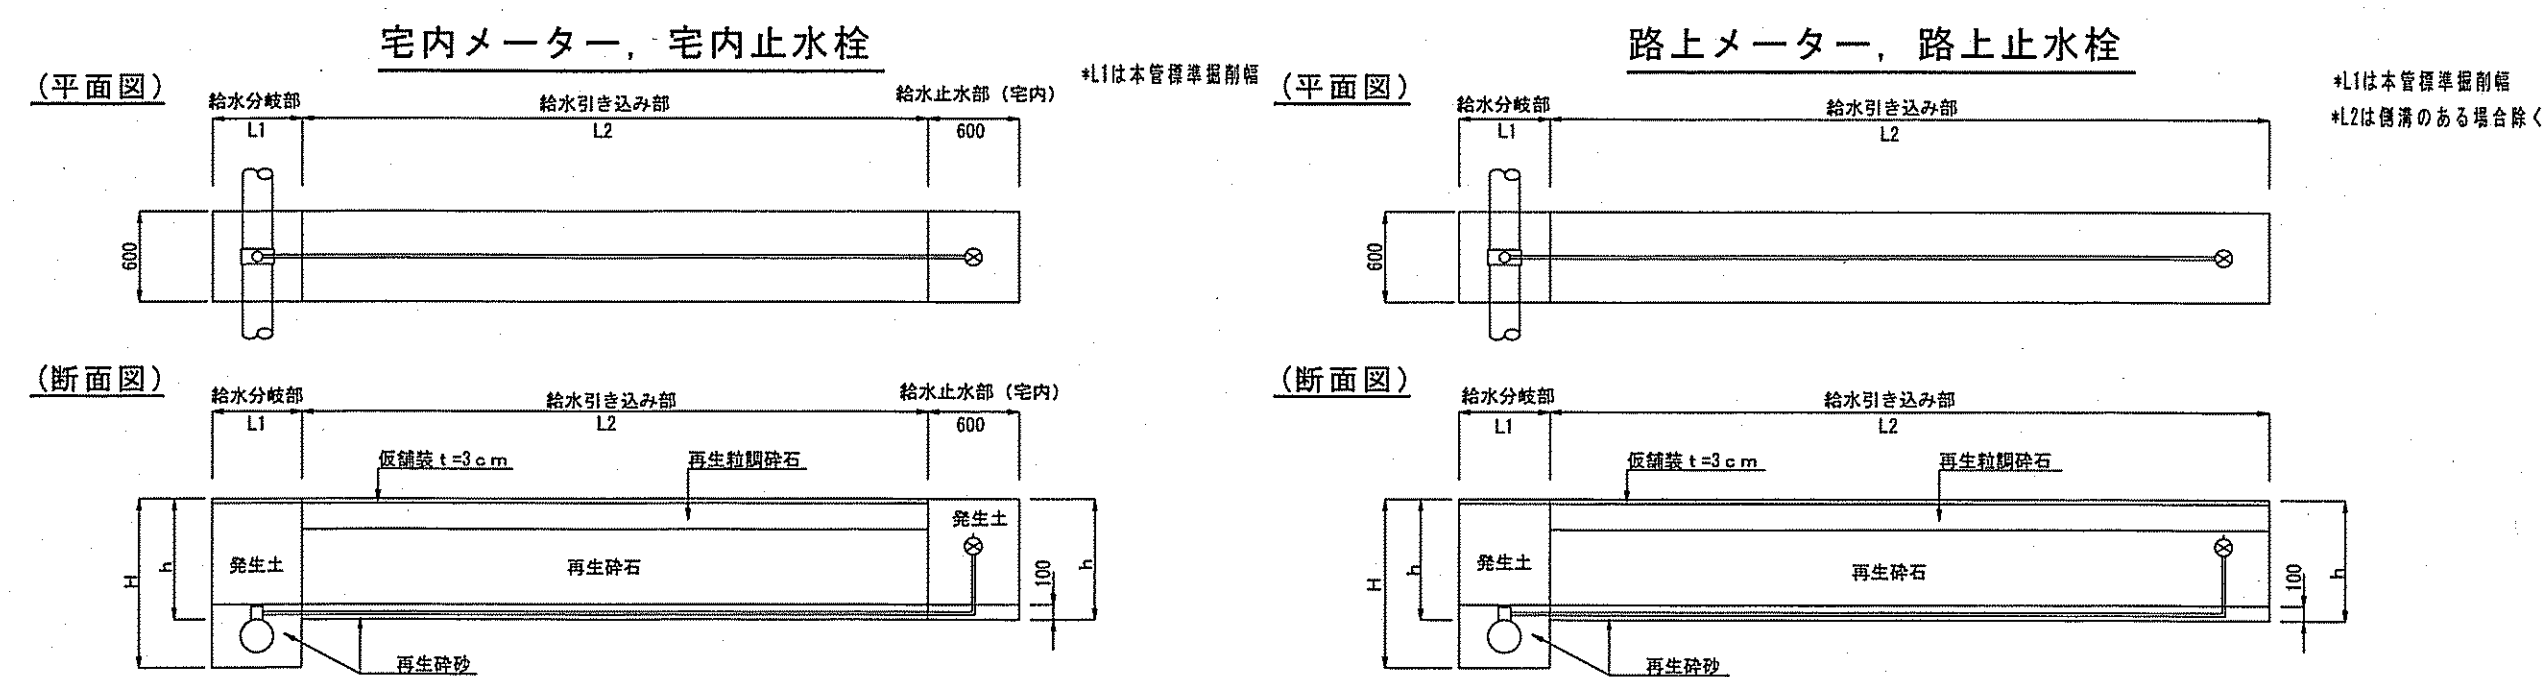 宅内メーター, 宅内止水栓
*L1は本管標準掘削幅
(平面図)
給水分岐部
給水引き込み部
給水止水部(宅内)
L1
L2
600
600
(断面図)
給水分岐部
給水引き込み部
給水止水部(宅内)
L1
L2
600
仮舗装 t=3cm
再生粒調砕石
発生土
発生土
再生砕石
H
h
100
h
再生砕砂
路上メーター, 路上止水栓
*L1は本管標準掘削幅
*L2は側溝のある場合除く
(平面図)
給水分岐部
給水引き込み部
L1
L2
600
(断面図)
給水分岐部
給水引き込み部
L1
L2
仮舗装 t=3cm
再生粒調砕石
発生土
再生砕石
H
h
100
h
再生砕砂